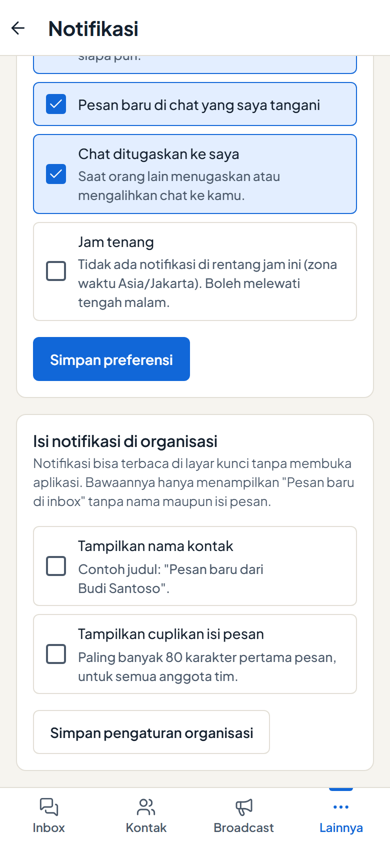 Notifikasi
siapa pun.
Pesan baru di chat yang saya tangani
Chat ditugaskan ke saya
Saat orang lain menugaskan atau
mengalihkan chat ke kamu.
Jam tenang
Tidak ada notifikasi di rentang jam ini (zona
waktu Asia/Jakarta). Boleh melewati
tengah malam.
Simpan preferensi
Isi notifikasi di organisasi
Notifikasi bisa terbaca di layar kunci tanpa membuka
aplikasi. Bawaannya hanya menampilkan "Pesan baru
di inbox" tanpa nama maupun isi pesan.
Tampilkan nama kontak
Contoh judul: "Pesan baru dari
Budi Santoso".
Tampilkan cuplikan isi pesan
Paling banyak 80 karakter pertama pesan,
untuk semua anggota tim.
Simpan pengaturan organisasi
Inbox
Kontak
Broadcast
Lainnya